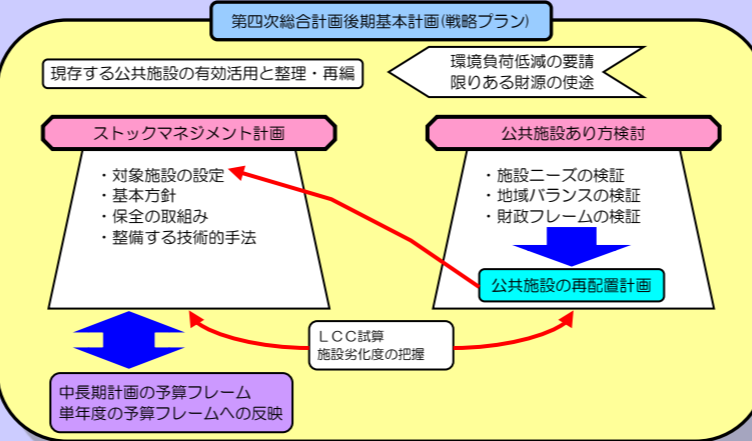 第四次総合計画後期基本計画(戦略プラン)
現存する公共施設の有効活用と整理・再編
環境負荷低減の要請
限りある財源の使途
ストックマネジメント計画
・対象施設の設定
・基本方針
・保全の取組み
・整備する技術的手法
公共施設あり方検討
・施設ニーズの検証
・地域バランスの検証
・財政フレームの検証
公共施設の再配置計画
ＬＣＣ試算
施設劣化度の把握
中長期計画の予算フレーム
単年度の予算フレームへの反映